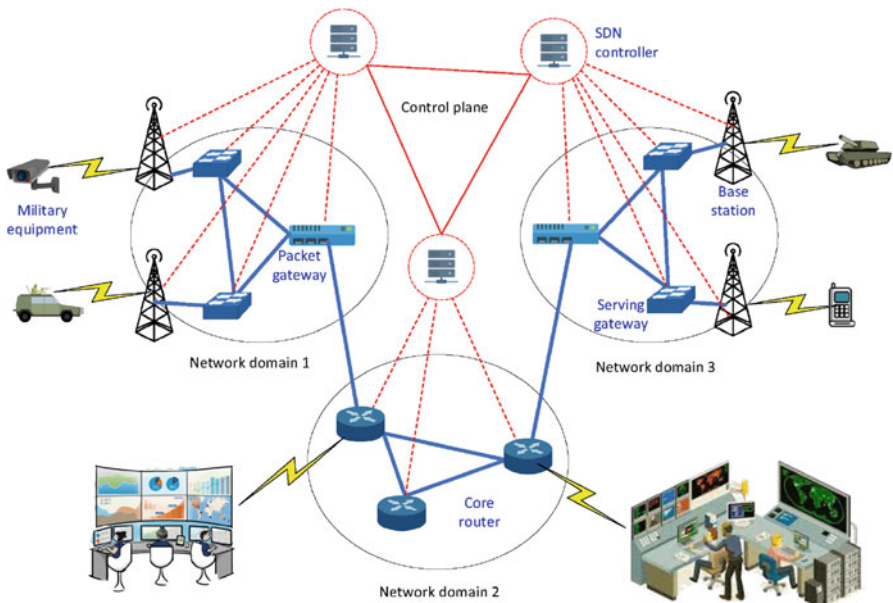 SDN
controller
Control plane
Military
equipment
Base
station
Packet
gateway
Serving
gateway
Network domain 1
Network domain 3
Core
router
Network domain 2